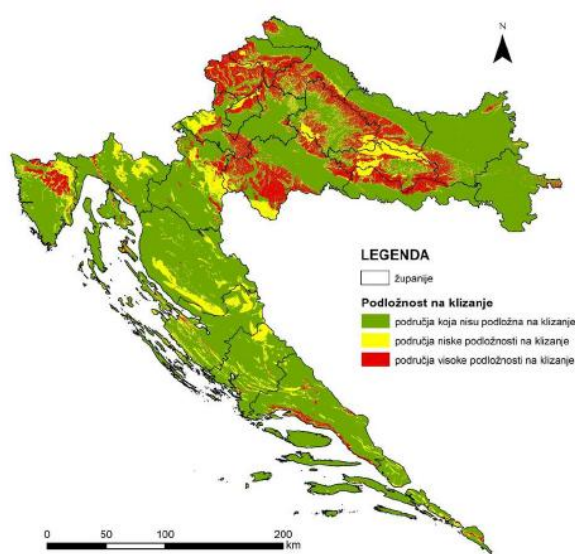 N
LEGENDA
županije
Podložnost na klizanje
područja koja nisu podložna na klizanje
područja niske podložnosti na klizanje
područja visoke podložnosti na klizanje
0 50 100 200
km